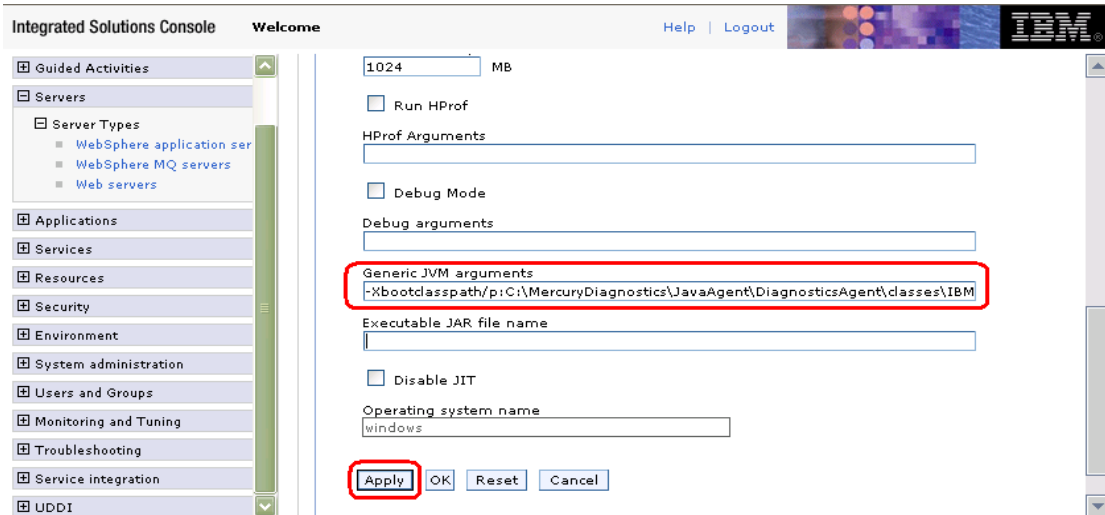 Integrated Solutions Console Welcome Help | Logout IBM®
Guided Activities
Servers
Server Types
WebSphere application ser
WebSphere MQ servers
Web servers
Applications
Services
Resources
Security
Environment
System administration
Users and Groups
Monitoring and Tuning
Troubleshooting
Service integration
UDDI
1024 MB
Run HProf
HProf Arguments
Debug Mode
Debug arguments
Generic JVM arguments
-Xbootclasspath/p:C:\MercuryDiagnostics\JavaAgent\DiagnosticsAgent\classes\IBM
Executable JAR file name
Disable JIT
Operating system name
windows
Apply OK Reset Cancel